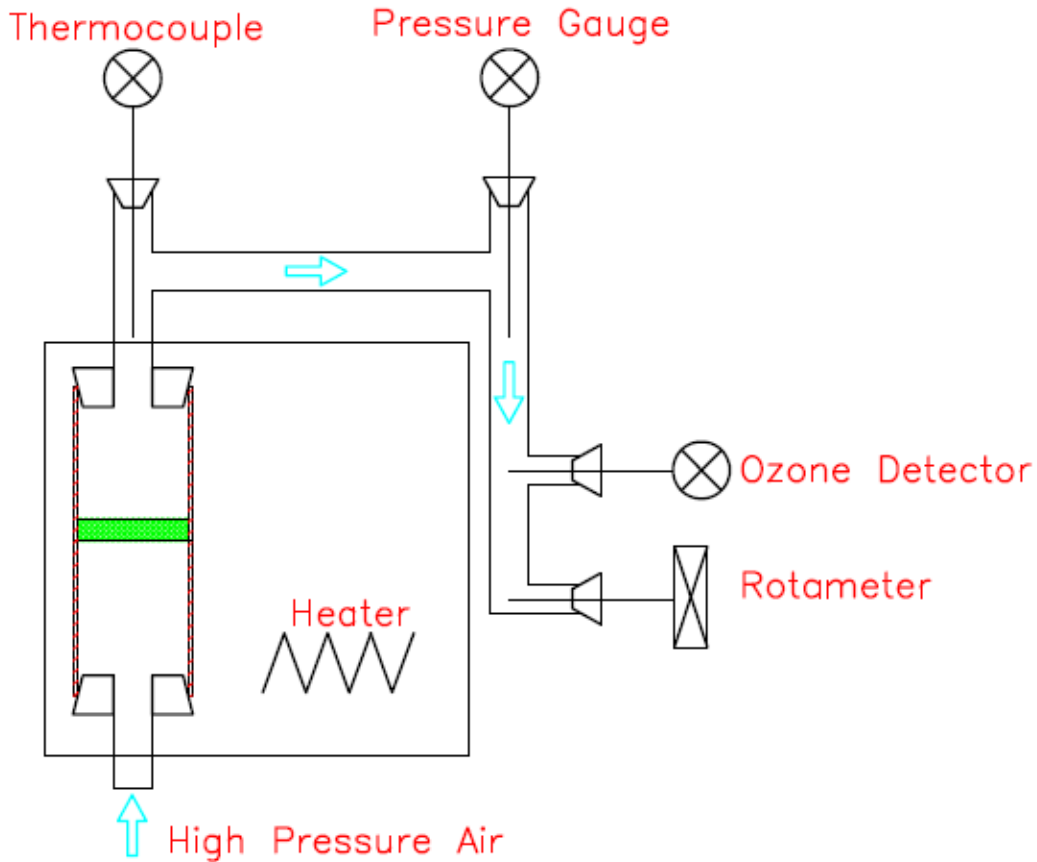 Thermocouple
Pressure Gauge
Ozone Detector
Rotameter
Heater
High Pressure Air